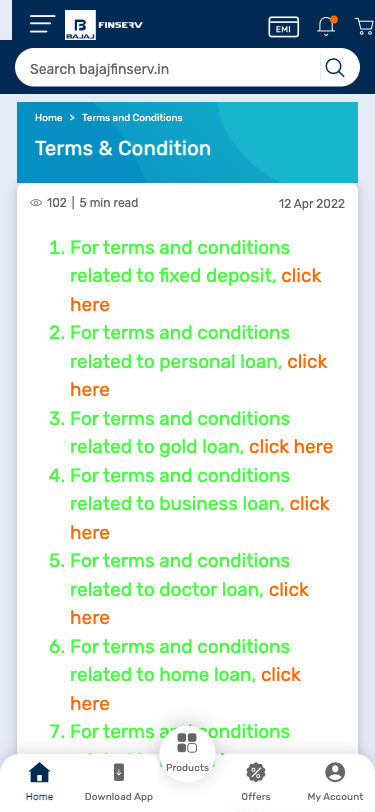 B
BAJAJ
FINSERV
EMI
Search bajajfinserv.in
Home > Terms and Conditions
Terms & Condition
102 | 5 min read
12 Apr 2022
1. For terms and conditions
related to fixed deposit, click
here
2. For terms and conditions
related to personal loan, click
here
3. For terms and conditions
related to gold loan, click here
4. For terms and conditions
related to business loan, click
here
5. For terms and conditions
related to doctor loan, click
here
6. For terms and conditions
related to home loan, click
here
7. For terms and conditions
Products
Home
Download App
Offers
My Account